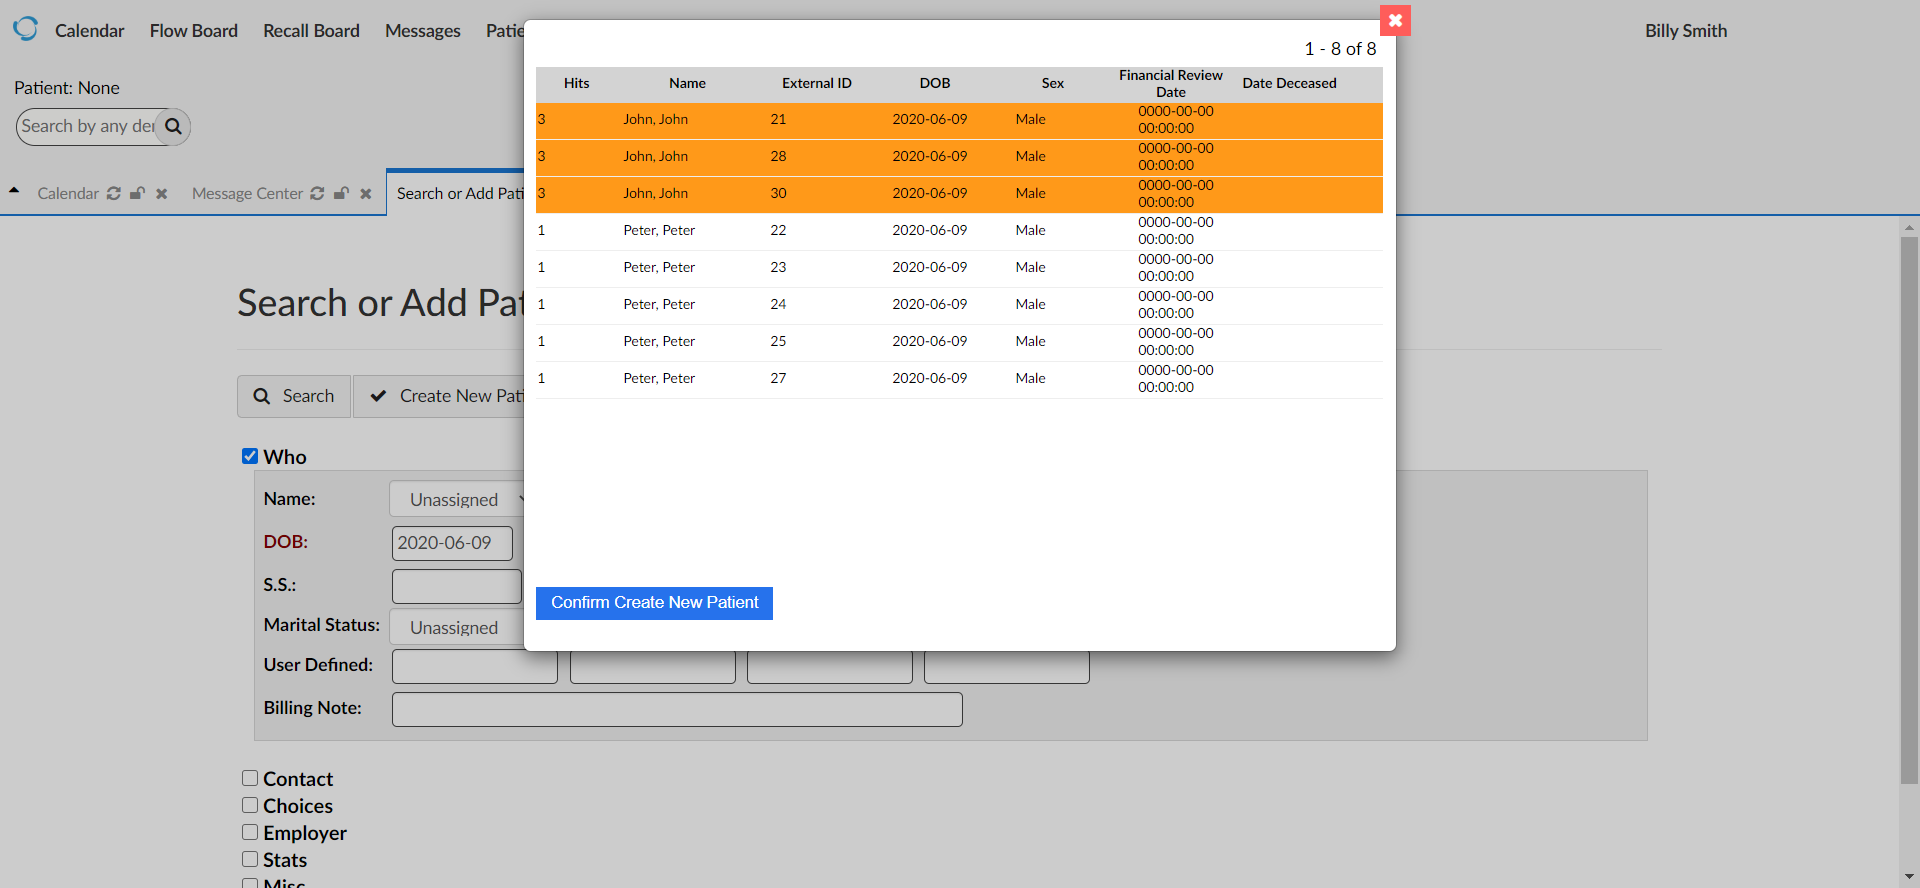 Calendar Flow Board Recall Board Messages Patie
Billy Smith
Patient: None
Search by any der
Calendar Message Center Search or Add Pati
Search or Add Pat
Search Create New Pati
Who
Name: Unassigned
DOB: 2020-06-09
S.S.:
Marital Status: Unassigned
User Defined:
Billing Note:
Contact
Choices
Employer
Stats
Misc
1 - 8 of 8
Hits Name External ID DOB Sex Financial Review Date Date Deceased
3 John, John 21 2020-06-09 Male 0000-00-00 00:00:00
3 John, John 28 2020-06-09 Male 0000-00-00 00:00:00
3 John, John 30 2020-06-09 Male 0000-00-00 00:00:00
1 Peter, Peter 22 2020-06-09 Male 0000-00-00 00:00:00
1 Peter, Peter 23 2020-06-09 Male 0000-00-00 00:00:00
1 Peter, Peter 24 2020-06-09 Male 0000-00-00 00:00:00
1 Peter, Peter 25 2020-06-09 Male 0000-00-00 00:00:00
1 Peter, Peter 27 2020-06-09 Male 0000-00-00 00:00:00
Confirm Create New Patient